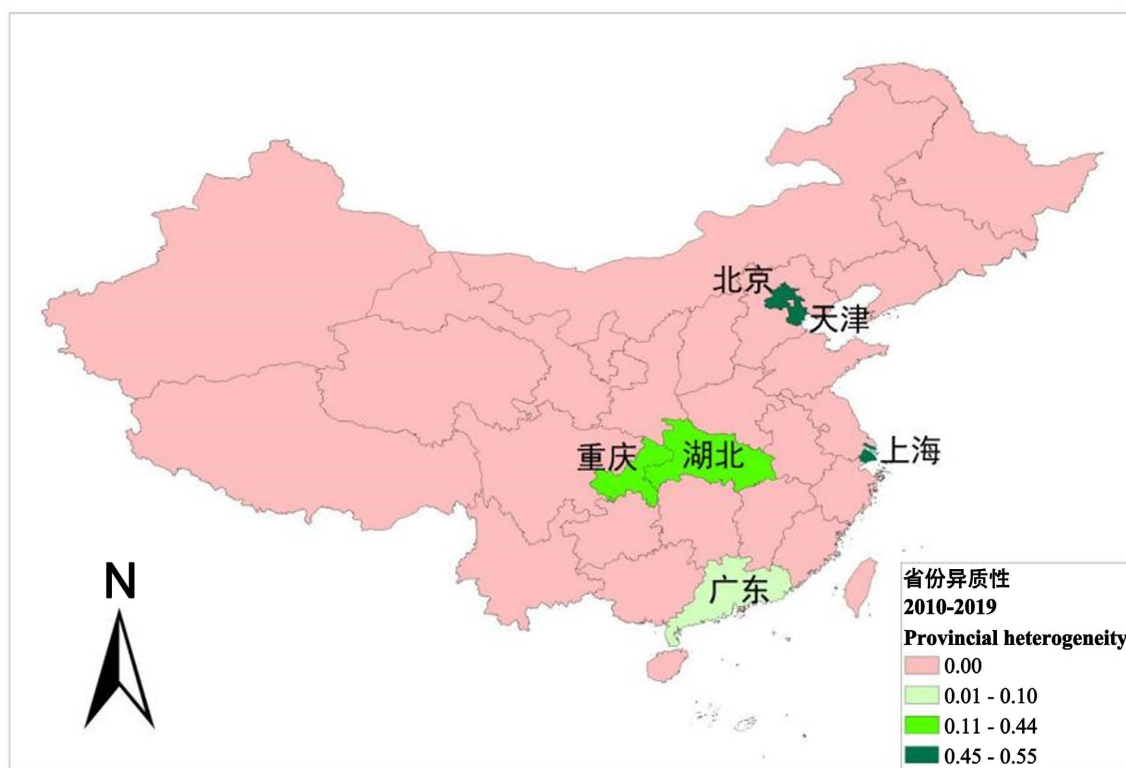 北京
天津
上海
重庆
湖北
广东
N
省份异质性
2010-2019
Provincial heterogeneity
0.00
0.01 - 0.10
0.11 - 0.44
0.45 - 0.55